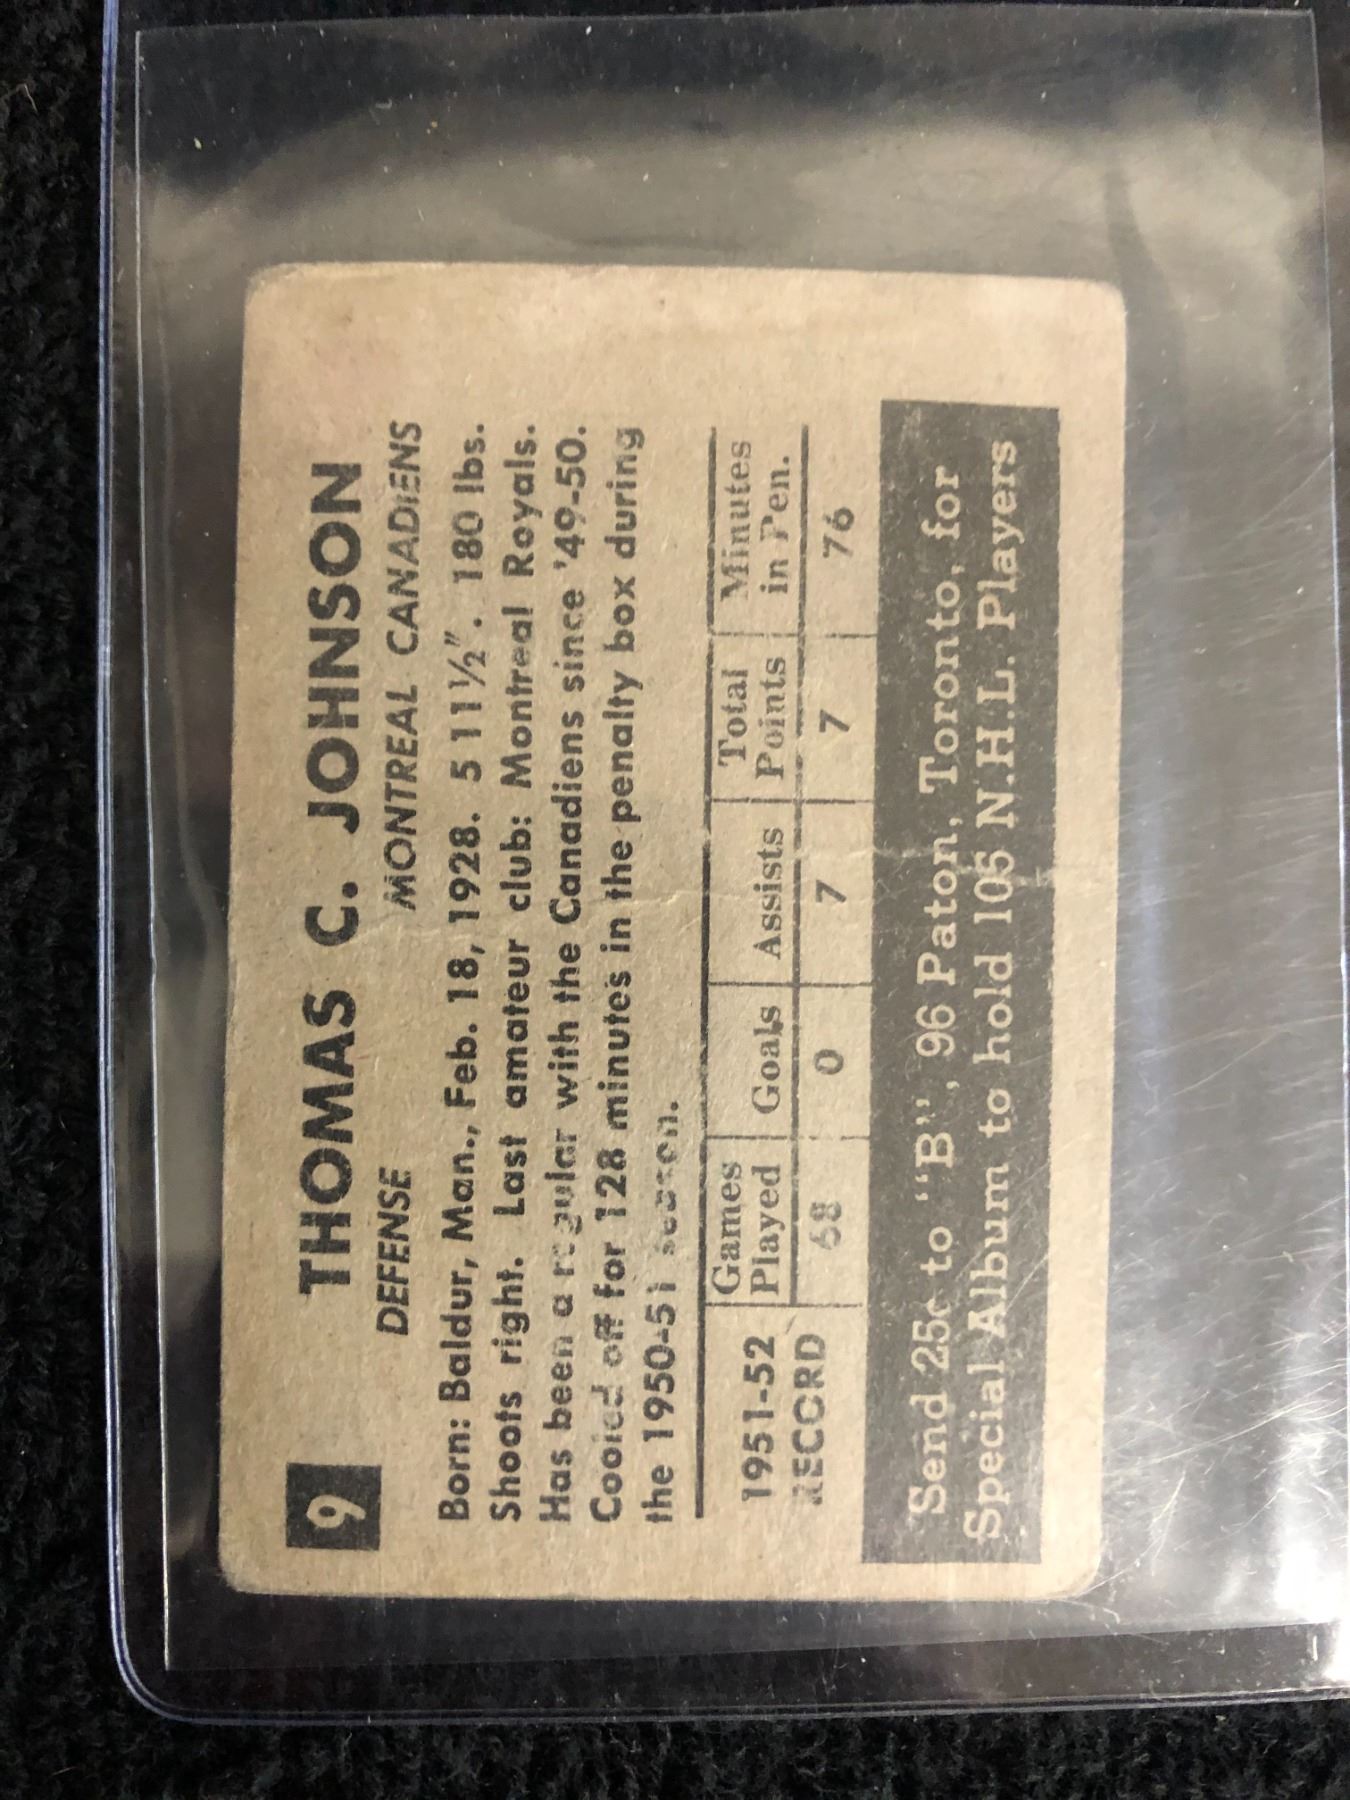 9
THOMAS C. JOHNSON
DEFENSE MONTREAL CANADIENS
Born: Baldur, Man., Feb. 18, 1928. 5 11½". 180 lbs.
Shoots right. Last amateur club: Montreal Royals.
Has been a regular with the Canadiens since '49-50.
Cooled off for 128 minutes in the penalty box during
the 1950-51 season.
1951-52 RECORD
Games Played Goals Assists Total Points Minutes in Pen.
68 0 7 7 76
Send 25c to "B", 96 Paton, Toronto, for
Special Album to hold 105 N.H.L. Players